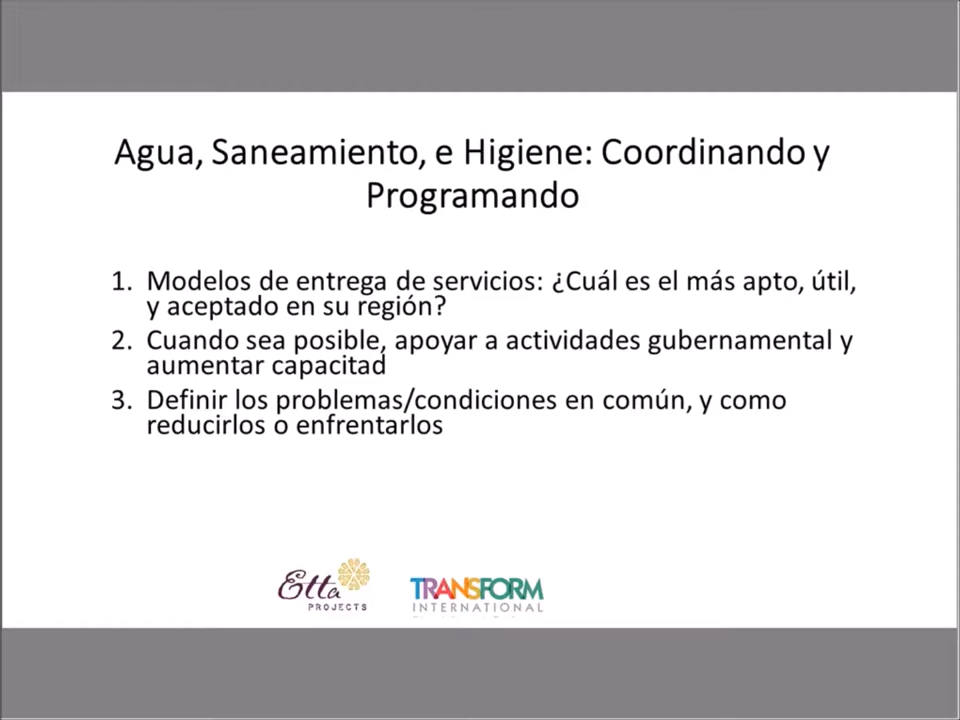 Agua, Saneamiento, e Higiene: Coordinando y
Programando
1. Modelos de entrega de servicios: ¿Cuál es el más apto, útil,
y aceptado en su región?
2. Cuando sea posible, apoyar a actividades gubernamental y
aumentar capacitad
3. Definir los problemas/condiciones en común, y como
reducirlos o enfrentarlos
Etta
PROJECTS
TRANSFORM
INTERNATIONAL